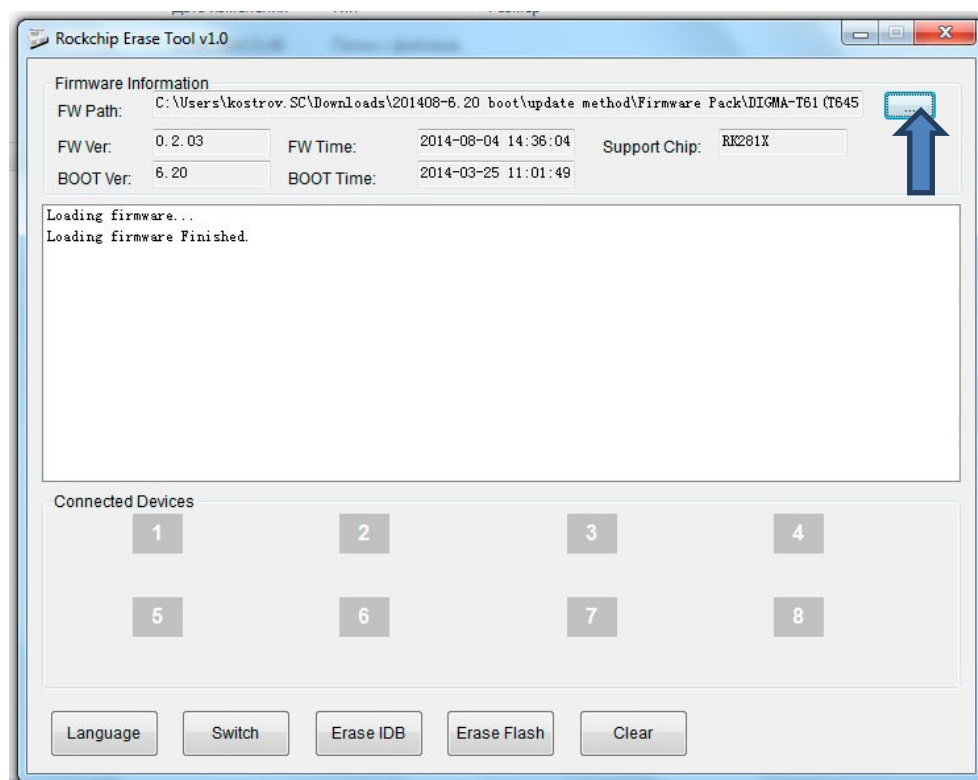 Rockchip Erase Tool v1.0
Firmware Information
FW Path: C:\Users\kostrov.SC\Downloads\201408-6.20 boot\update method\Firmware Pack\DIGMA-T61(T645 ...
FW Ver: 0.2.03 FW Time: 2014-08-04 14:36:04 Support Chip: RK281X
BOOT Ver: 6.20 BOOT Time: 2014-03-25 11:01:49
Loading firmware...
Loading firmware Finished.
Connected Devices
1 2 3 4
5 6 7 8
Language Switch Erase IDB Erase Flash Clear